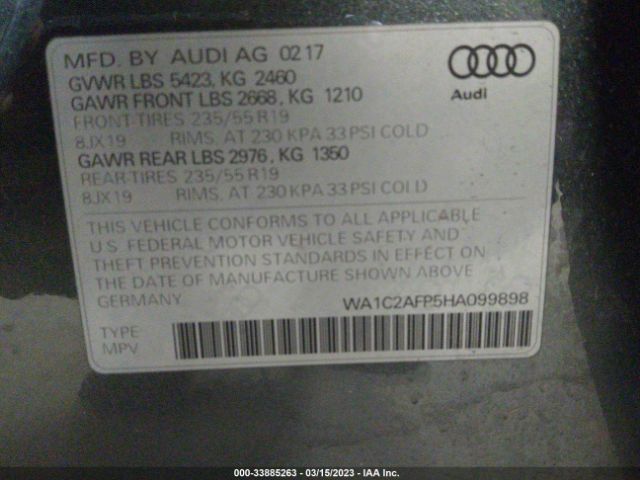 MFD. BY AUDI AG 02 17
GVWR LBS 5423, KG 2460
GAWR FRONT LBS 2668, KG 1210
FRONT-TIRES 235/55 R19
8JX19 RIMS, AT 230 KPA 33 PSI COLD
GAWR REAR LBS 2976, KG 1350
REAR-TIRES 235/55 R19
8JX19 RIMS, AT 230 KPA 33 PSI COLD
Audi
THIS VEHICLE CONFORMS TO ALL APPLICABLE
U.S. FEDERAL MOTOR VEHICLE SAFETY AND
THEFT PREVENTION STANDARDS IN EFFECT ON
THE DATE OF MANUFACTURE SHOWN ABOVE.
GERMANY
WA1C2AFP5HA099898
TYPE
MPV
000-33885263 - 03/15/2023 - IAA Inc.